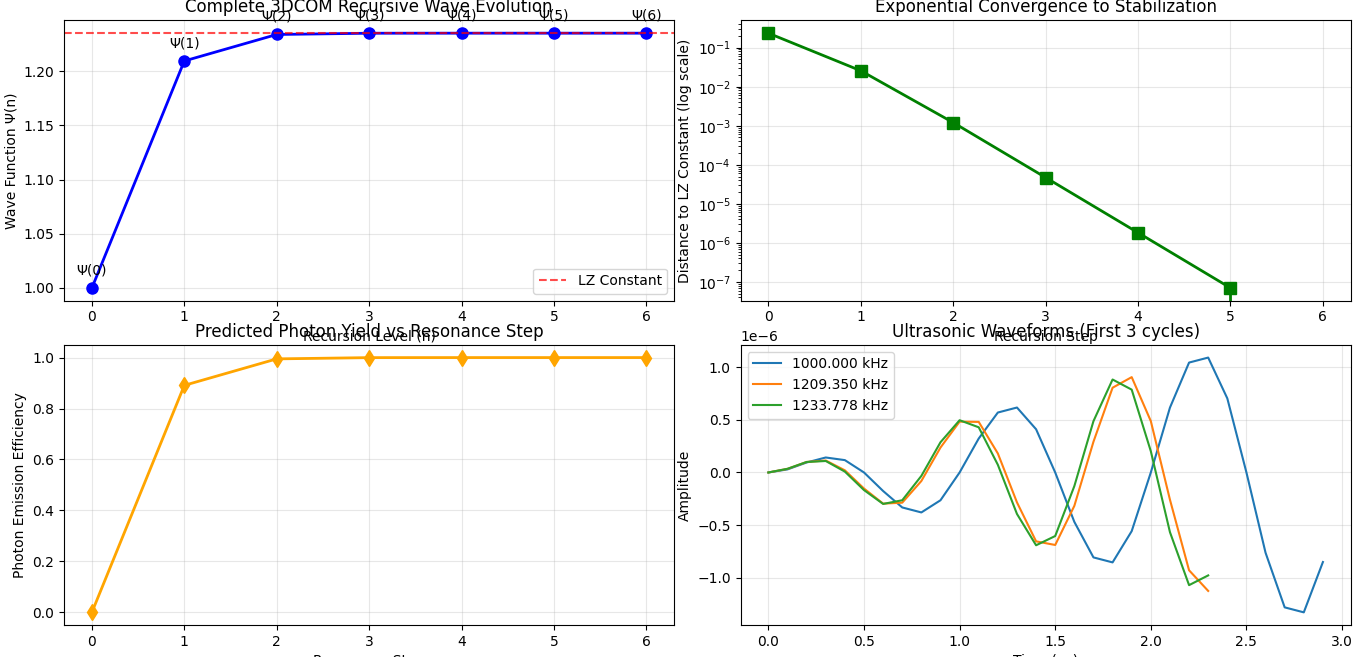 Complete 3DCOM Recursive Wave Evolution
Wave Function Ψ(n)
1.20
1.15
1.10
1.05
1.00
Ψ(0)
Ψ(1)
Ψ(2)
Ψ(3)
Ψ(4)
Ψ(5)
Ψ(6)
LZ Constant
0 1 2 3 4 5 6
Recursion Level (n)
Exponential Convergence to Stabilization
Distance to LZ Constant (log scale)
10⁻¹
10⁻²
10⁻³
10⁻⁴
10⁻⁵
10⁻⁶
10⁻⁷
0 1 2 3 4 5 6
Recursion Step
Predicted Photon Yield vs Resonance Step
Photon Emission Efficiency
1.0
0.8
0.6
0.4
0.2
0.0
0 1 2 3 4 5 6
Ultrasonic Waveforms (First 3 cycles)
1e−6
Amplitude
1.0
0.5
0.0
−0.5
−1.0
1000.000 kHz
1209.350 kHz
1233.778 kHz
0.0 0.5 1.0 1.5 2.0 2.5 3.0